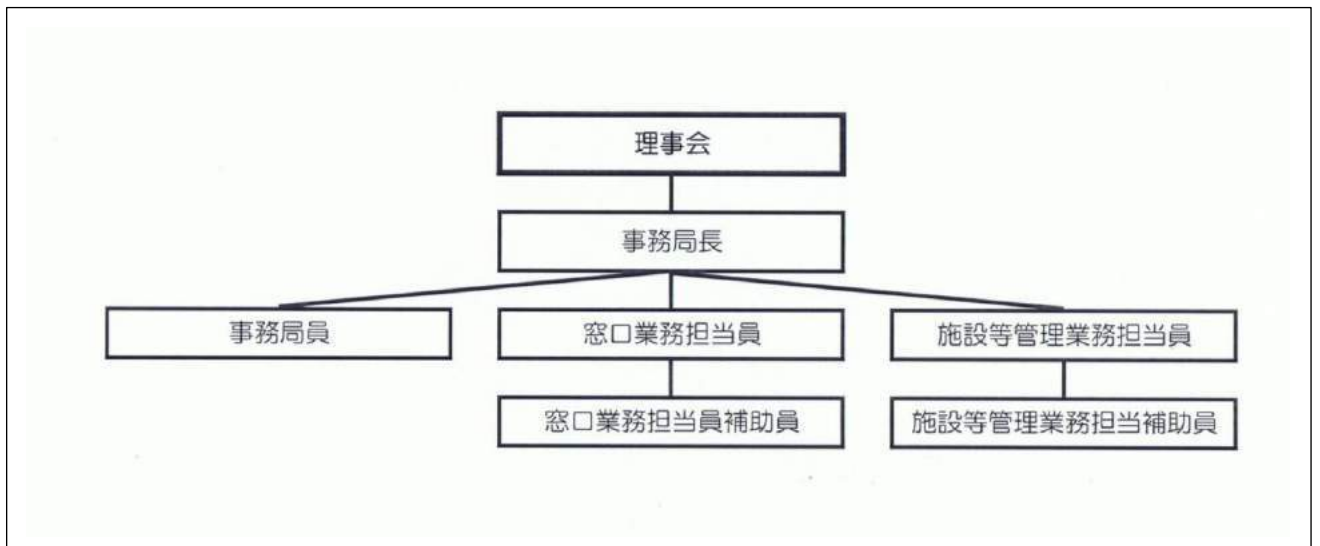 理事会
事務局長
事務局員
窓口業務担当員
施設等管理業務担当員
窓口業務担当員補助員
施設等管理業務担当補助員